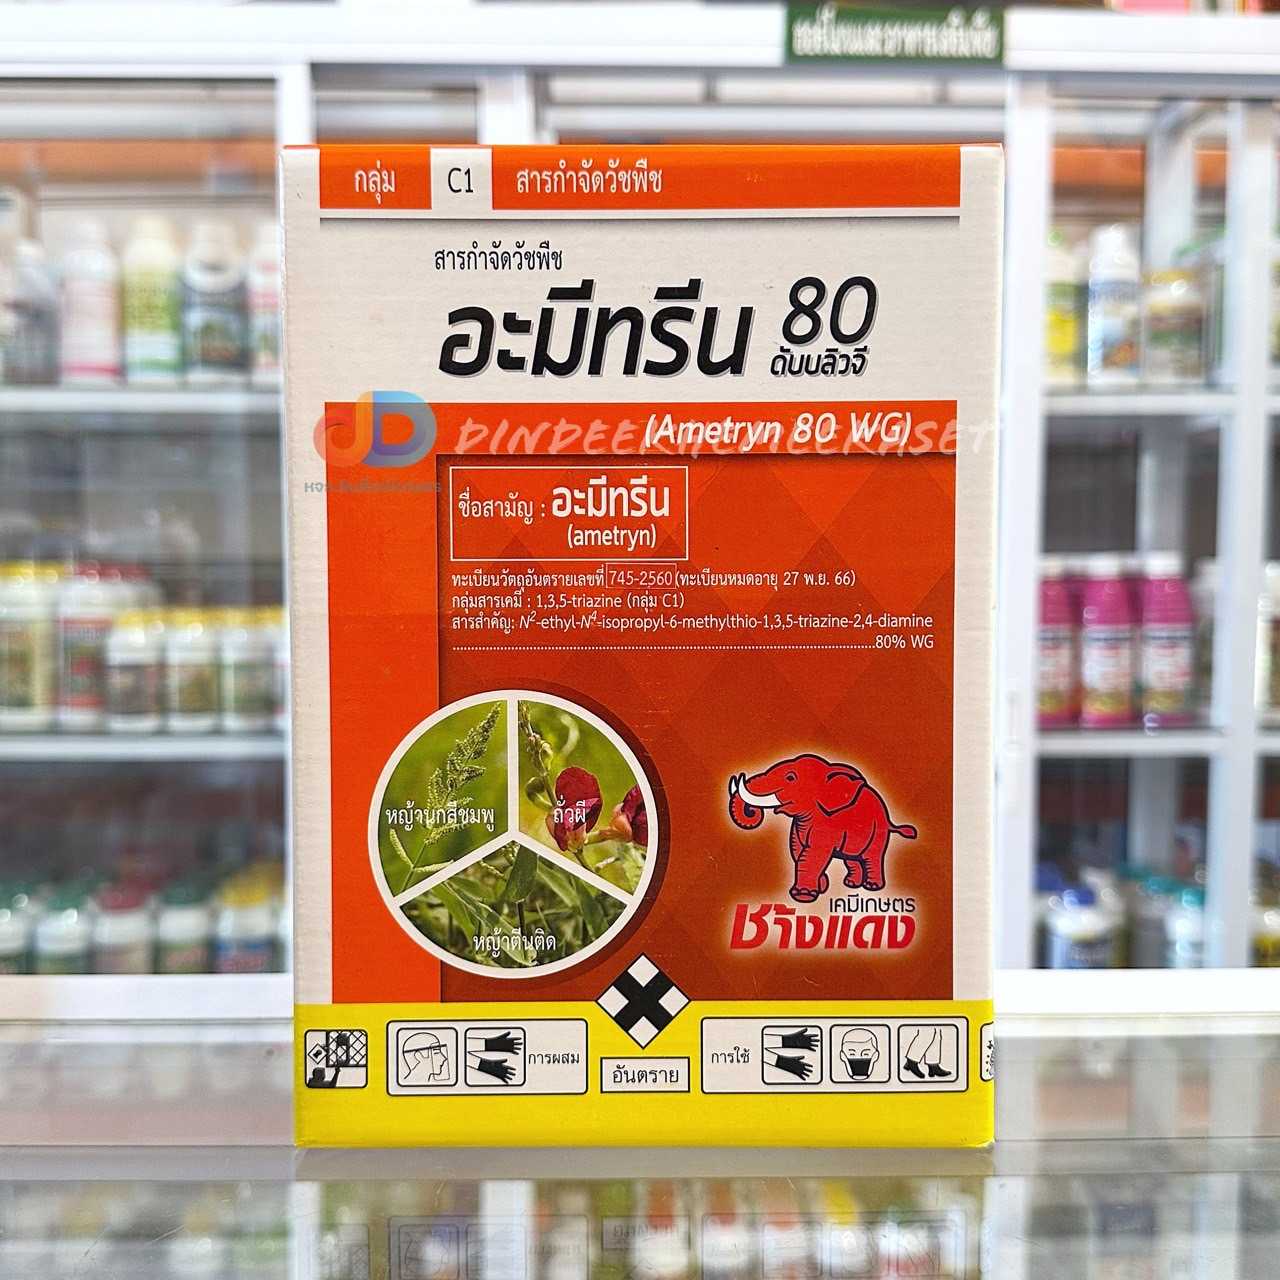 กลุ่ม C1 สารกำจัดวัชพืช
สารกำจัดวัชพืช
อะมีทรีน 80
ดับบลิวจี
(Ametryn 80 WG)
DINDEEKHEMEEKASET
ชื่อสามัญ : อะมีทรีน
(ametryn)
ทะเบียนวัตถุอันตรายเลขที่ 745-2560 (ทะเบียนหมดอายุ 27 พ.ย. 66)
กลุ่มสารเคมี : 1,3,5-triazine (กลุ่ม C1)
สารสำคัญ: N²-ethyl-N⁴-isopropyl-6-methylthio-1,3,5-triazine-2,4-diamine
80% WG
หญ้านกสีชมพู
ถั่วผี
หญ้าตีนติด
เคมีเกษตร
ช้างแดง
การผสม
อันตราย
การใช้